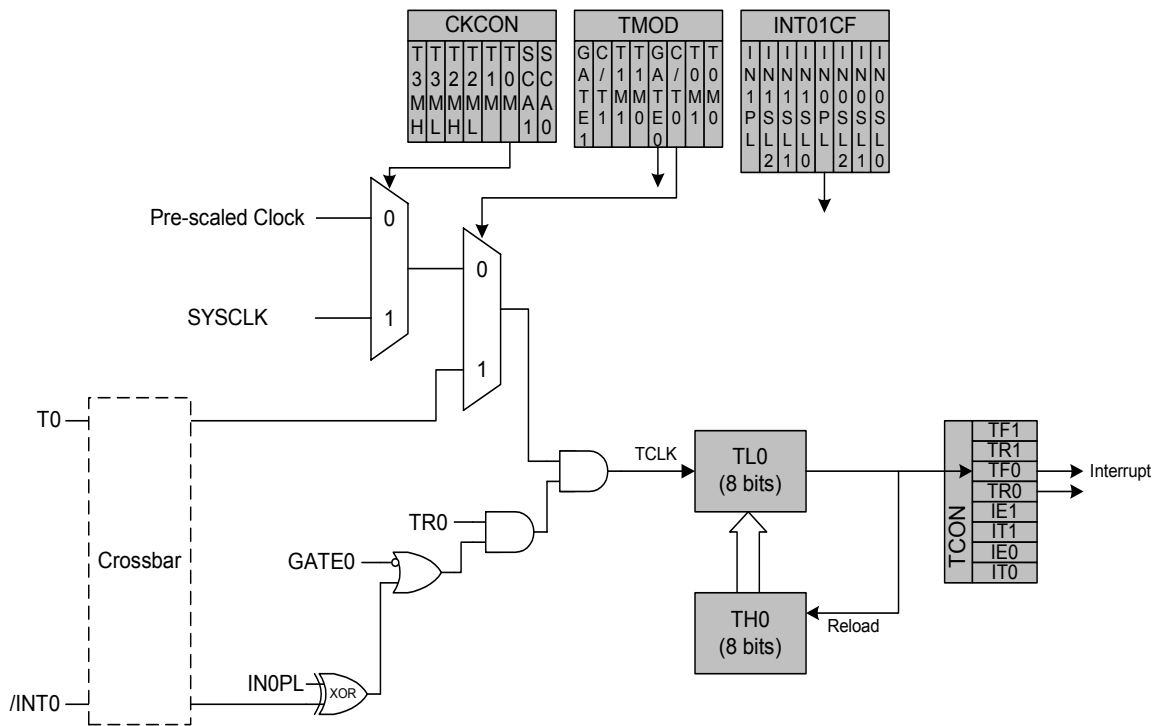 CKCON
T3MH
T3ML
T2MH
T2ML
T1M
T0M
SCA1
SCA0
TMOD
GATE1
C/T1
T1M1
T1M0
GATE0
C/T0
T0M1
T0M0
INT01CF
IN1PL
IN1SL2
IN1SL1
IN1SL0
IN0PL
IN0SL2
IN0SL1
IN0SL0
Pre-scaled Clock
0
SYSCLK
1
0
1
T0
Crossbar
/INT0
TR0
GATE0
IN0PL
XOR
TCLK
TL0
(8 bits)
TH0
(8 bits)
Reload
TCON
TF1
TR1
TF0
TR0
IE1
IT1
IE0
IT0
Interrupt